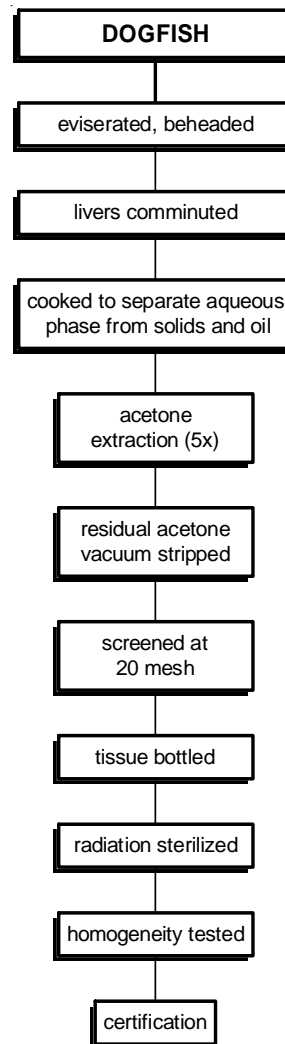 DOGFISH
eviserated, beheaded
livers comminuted
cooked to separate aqueous
phase from solids and oil
acetone
extraction (5x)
residual acetone
vacuum stripped
screened at
20 mesh
tissue bottled
radiation sterilized
homogeneity tested
certification